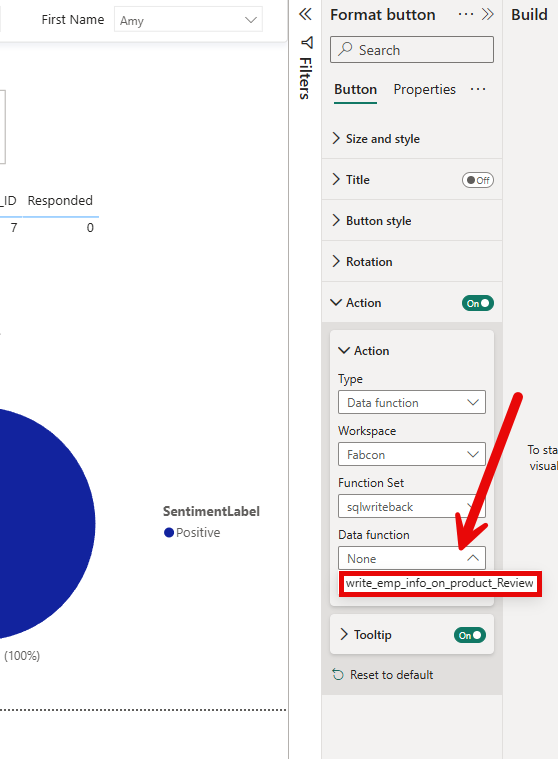 First Name
Amy
_ID
Responded
7
0
SentimentLabel
Positive
(100%)
Filters
Format button
Search
Button
Properties
Size and style
Title
Off
Button style
Rotation
Action
On
Action
Type
Data function
Workspace
Fabcon
Function Set
sqlwriteback
Data function
None
write_emp_info_on_product_Review
Tooltip
On
Reset to default
Build
To sta
visual